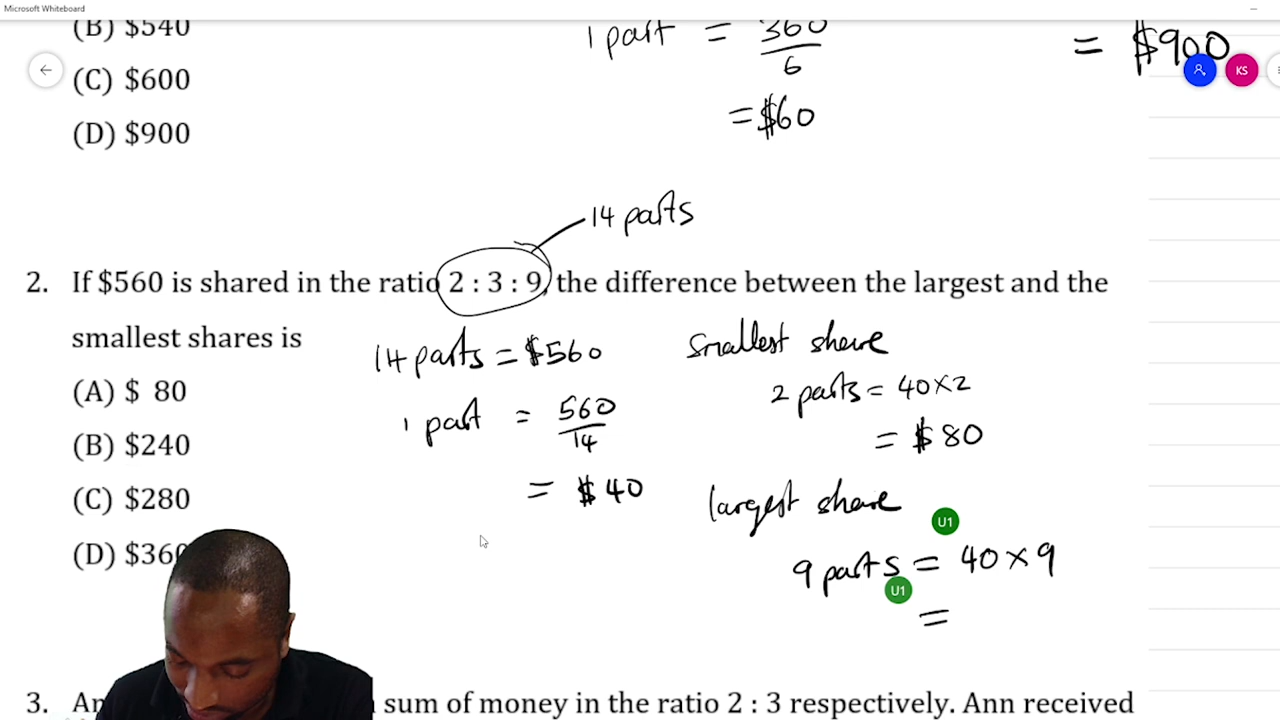 Microsoft Whiteboard
(B) $540
(C) $600
(D) $900
1 part = 360
6
= $60
= $900
KS
14 parts
2. If $560 is shared in the ratio 2 : 3 : 9, the difference between the largest and the
smallest shares is
(A) $ 80
(B) $240
(C) $280
(D) $360
14 parts = $560
1 part = 560
14
= $40
smallest share
2 parts = 40×2
= $80
largest share
U1
9 parts = 40×9
U1
=
3. sum of money in the ratio 2 : 3 respectively. Ann received